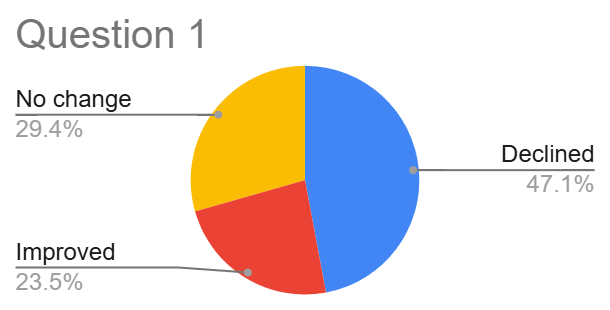 Question 1
No change
29.4%
Declined
47.1%
Improved
23.5%